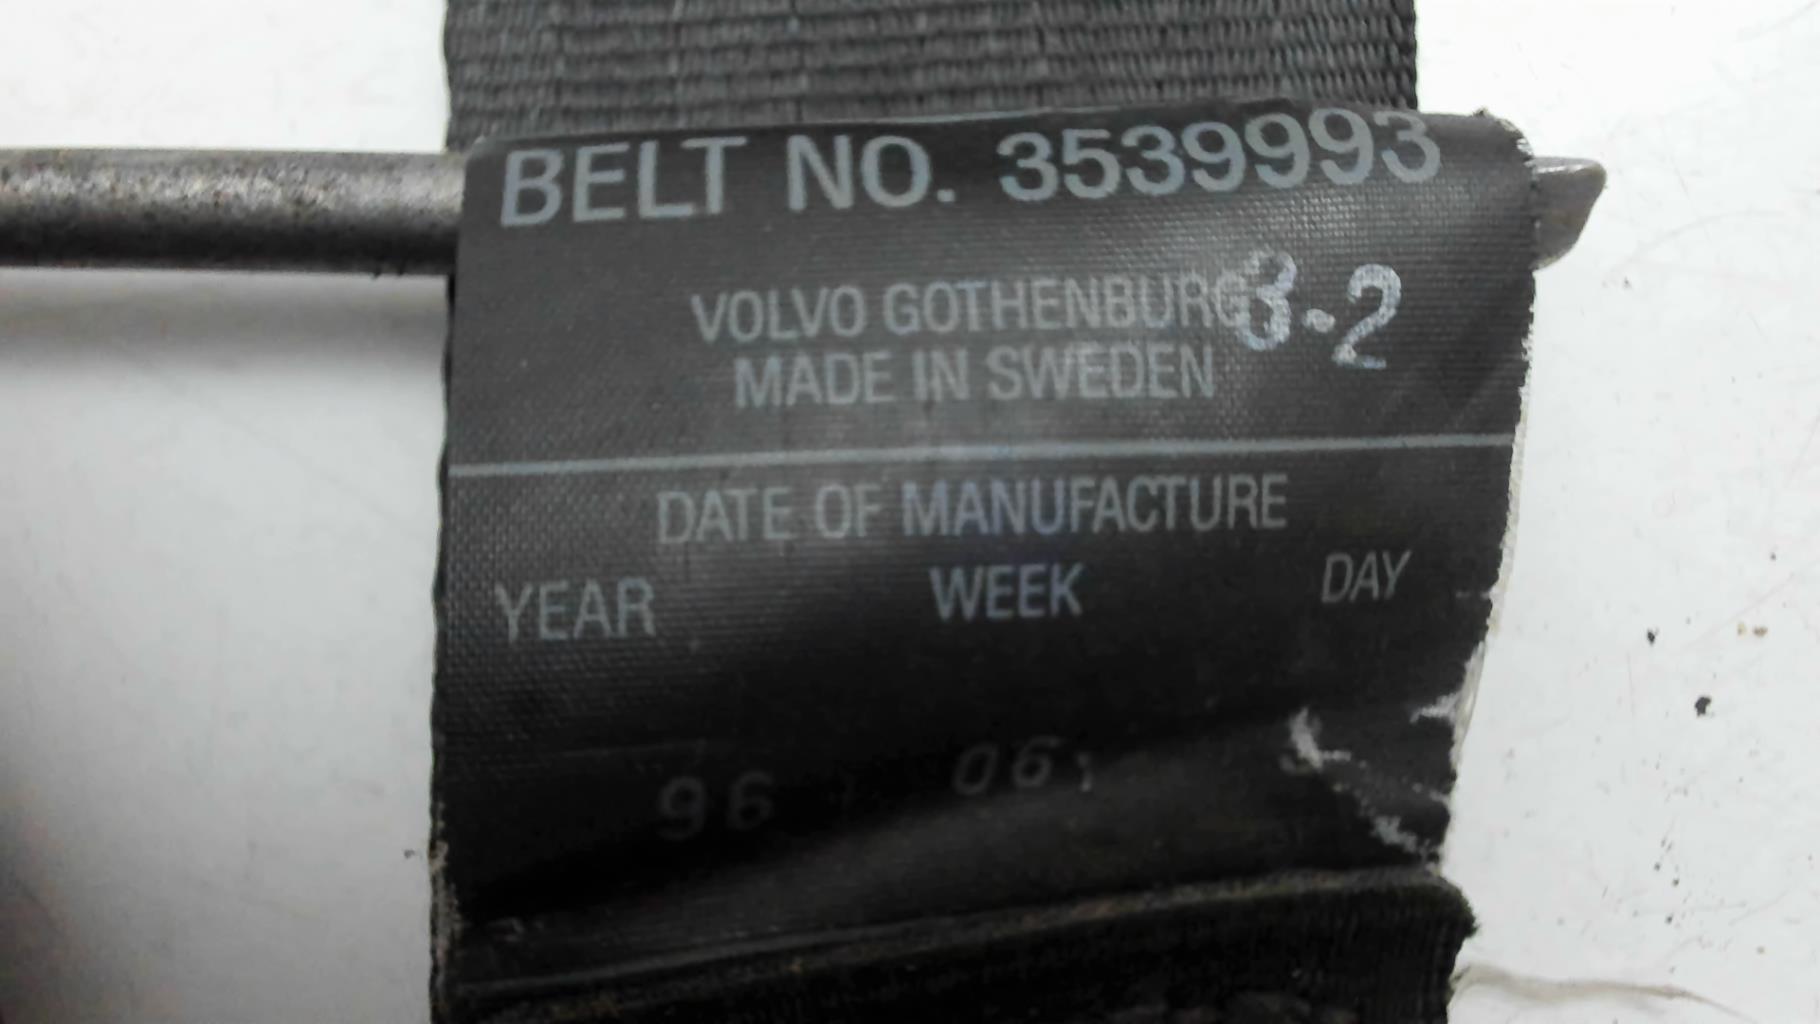 BELT NO. 3539993
VOLVO GOTHENBURG 3-2
MADE IN SWEDEN
DATE OF MANUFACTURE
YEAR WEEK DAY
96 06